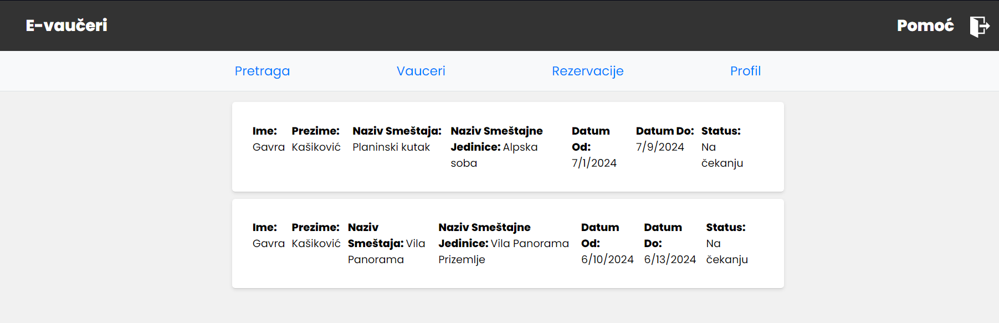 E-vaučeri
Pomoć
Pretraga
Vauceri
Rezervacije
Profil
Ime:
Gavra
Prezime:
Kašiković
Naziv Smeštaja:
Planinski kutak
Naziv Smeštajne
Jedinice: Alpska
soba
Datum
Od:
7/1/2024
Datum Do:
7/9/2024
Status:
Na
čekanju
Ime:
Gavra
Prezime:
Kašiković
Naziv
Smeštaja: Vila
Panorama
Naziv Smeštajne
Jedinice: Vila Panorama
Prizemlje
Datum
Od:
6/10/2024
Datum
Do:
6/13/2024
Status:
Na
čekanju